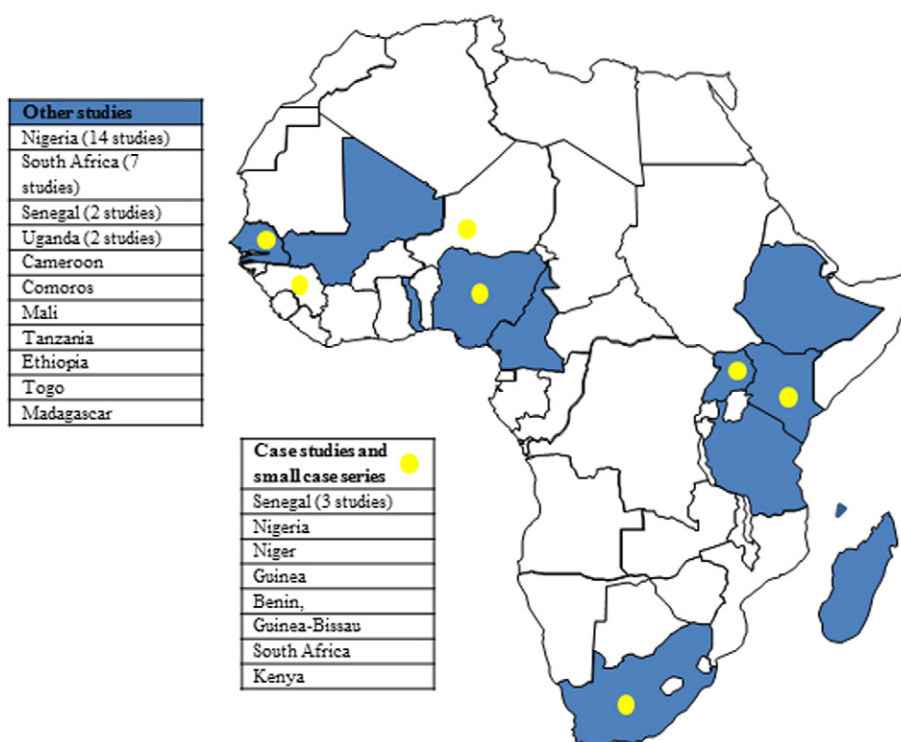 Other studies
Nigeria (14 studies)
South Africa (7
studies)
Senegal (2 studies)
Uganda (2 studies)
Cameroon
Comoros
Mali
Tanzania
Ethiopia
Togo
Madagascar
Case studies and
small case series
Senegal (3 studies)
Nigeria
Niger
Guinea
Benin,
Guinea-Bissau
South Africa
Kenya